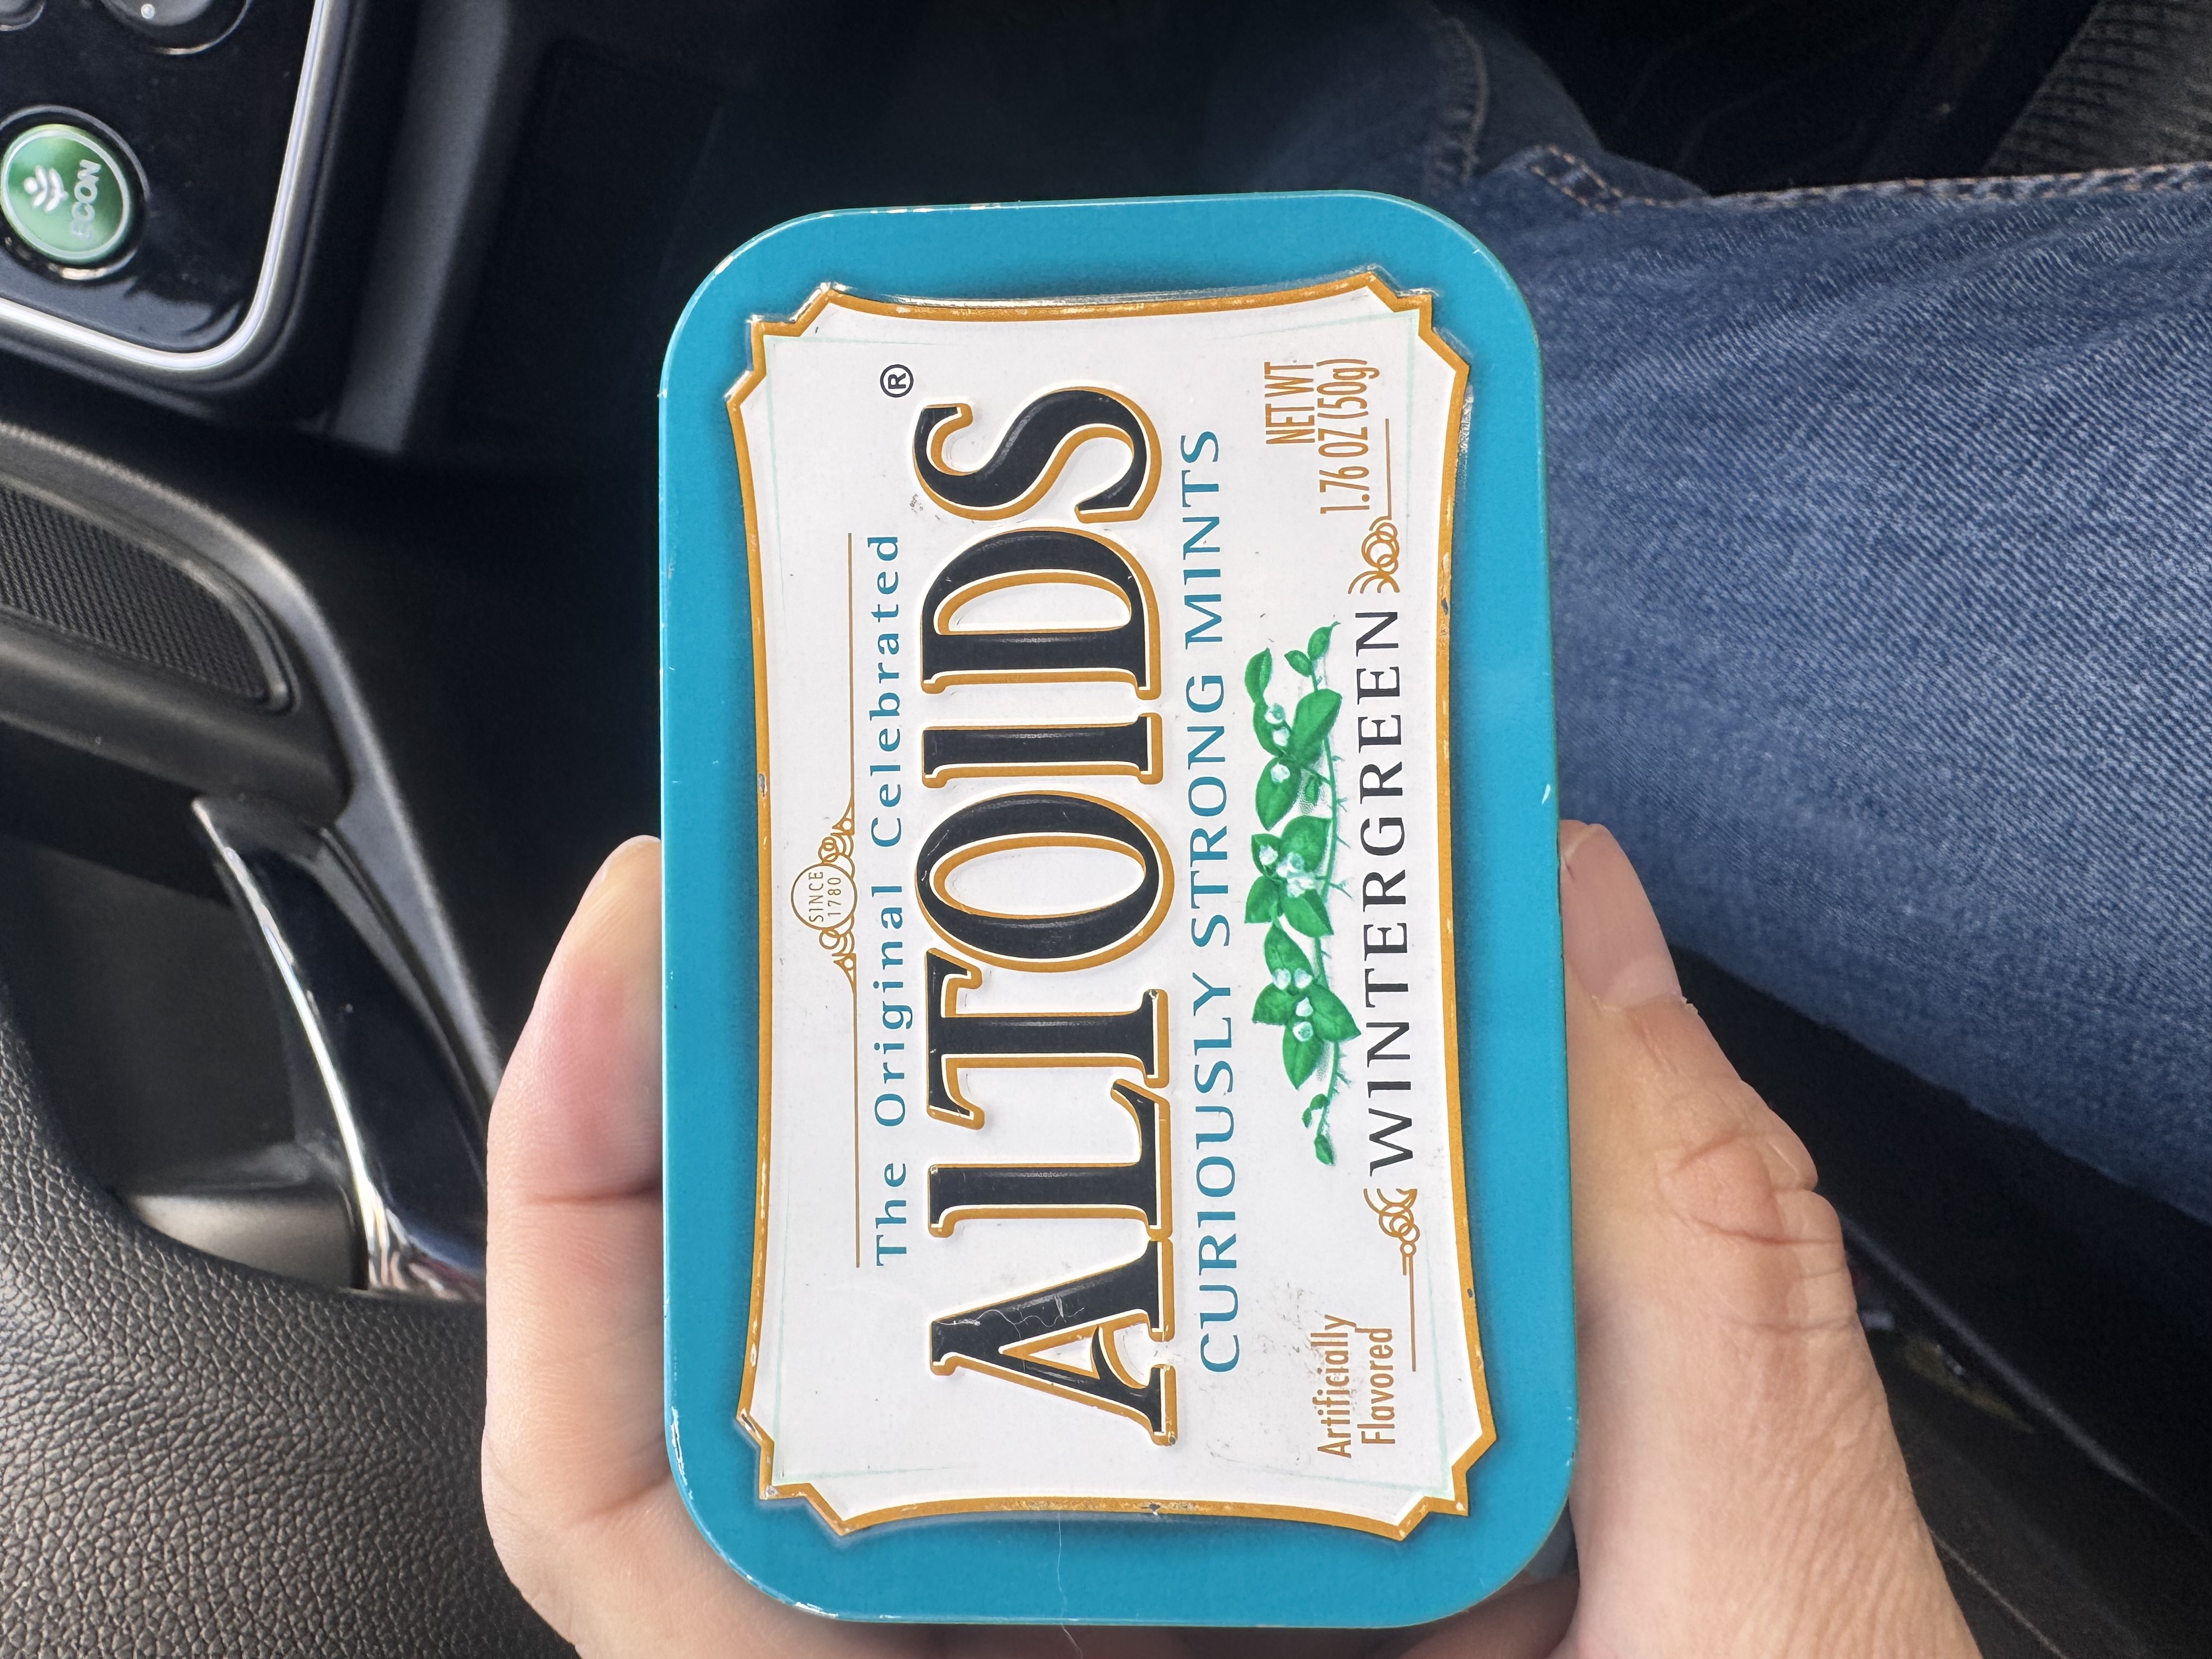 ECON
SINCE
1780
The Original Celebrated
ALTOIDS®
CURIOUSLY STRONG MINTS
Artificially
Flavored
WINTERGREEN
NET WT
1.76 OZ (50g)